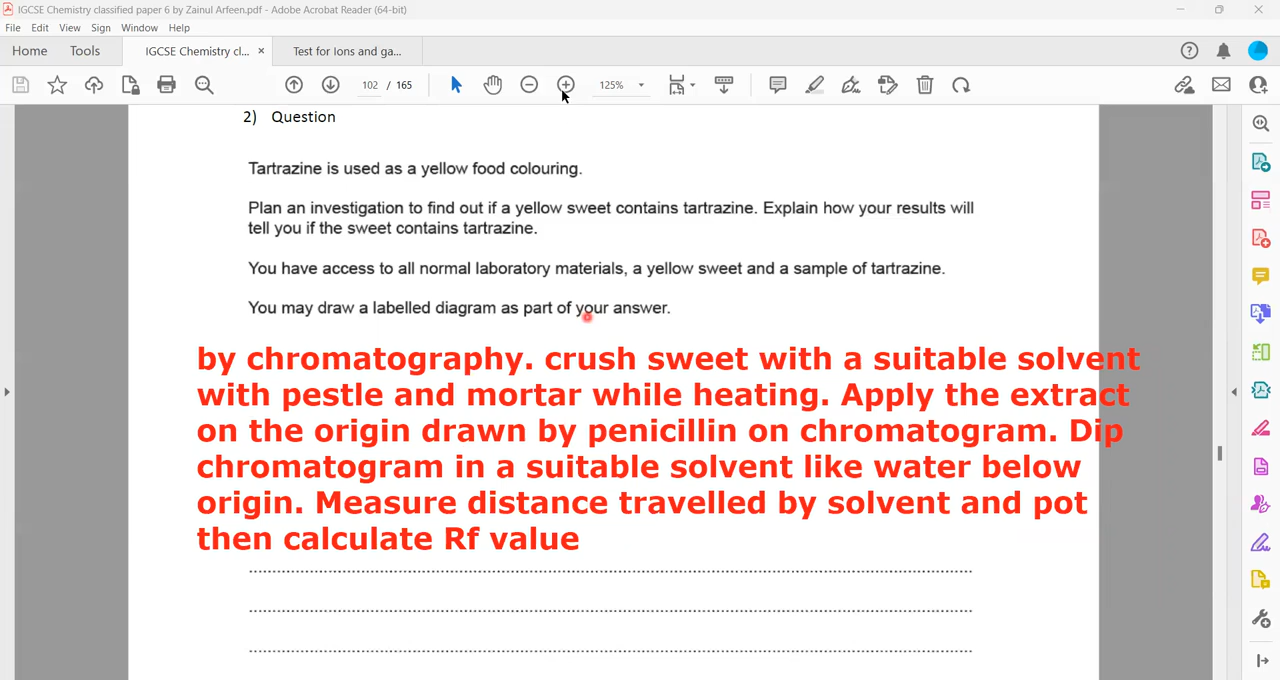 IGCSE Chemistry classified paper 6 by Zainul Arfeen.pdf - Adobe Acrobat Reader (64-bit)
File Edit View Sign Window Help
Home Tools IGCSE Chemistry cl... × Test for Ions and ga...
102 / 165 125%
2) Question
Tartrazine is used as a yellow food colouring.
Plan an investigation to find out if a yellow sweet contains tartrazine. Explain how your results will
tell you if the sweet contains tartrazine.
You have access to all normal laboratory materials, a yellow sweet and a sample of tartrazine.
You may draw a labelled diagram as part of your answer.
by chromatography. crush sweet with a suitable solvent
with pestle and mortar while heating. Apply the extract
on the origin drawn by penicillin on chromatogram. Dip
chromatogram in a suitable solvent like water below
origin. Measure distance travelled by solvent and pot
then calculate Rf value